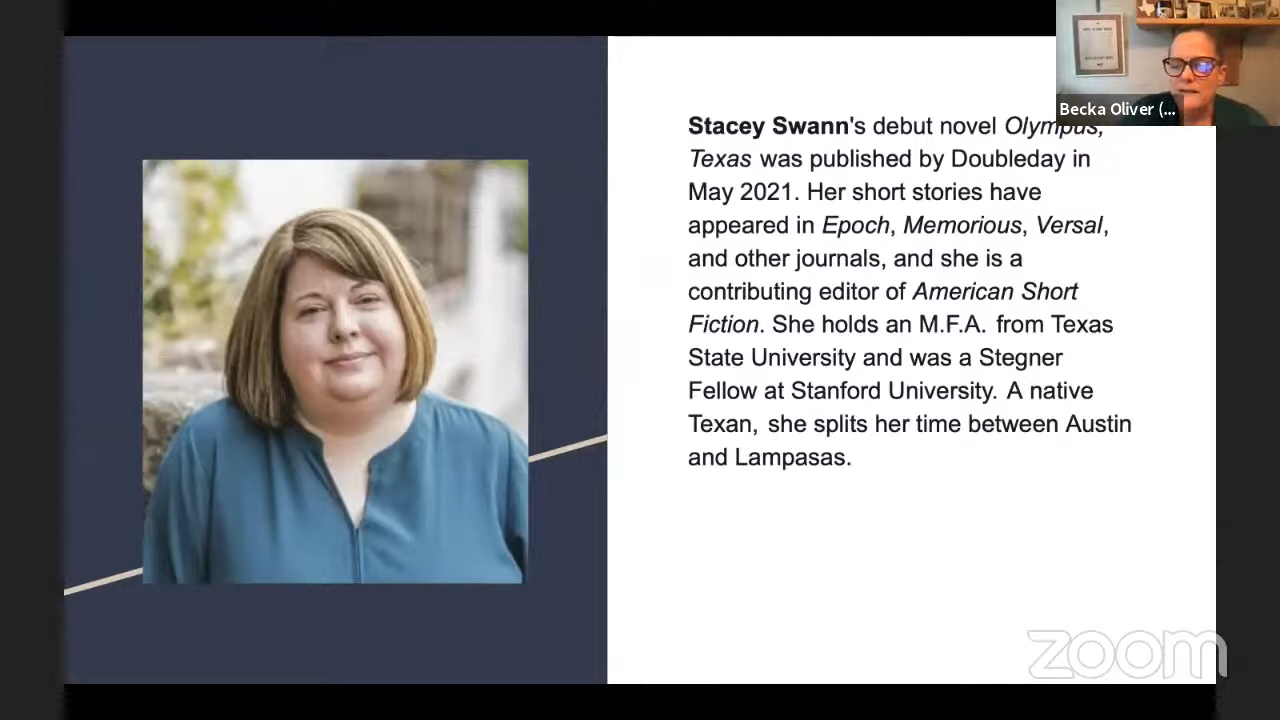 Becka Oliver (...
Stacey Swann's debut novel Olympus,
Texas was published by Doubleday in
May 2021. Her short stories have
appeared in Epoch, Memorious, Versal,
and other journals, and she is a
contributing editor of American Short
Fiction. She holds an M.F.A. from Texas
State University and was a Stegner
Fellow at Stanford University. A native
Texan, she splits her time between Austin
and Lampasas.
zoom